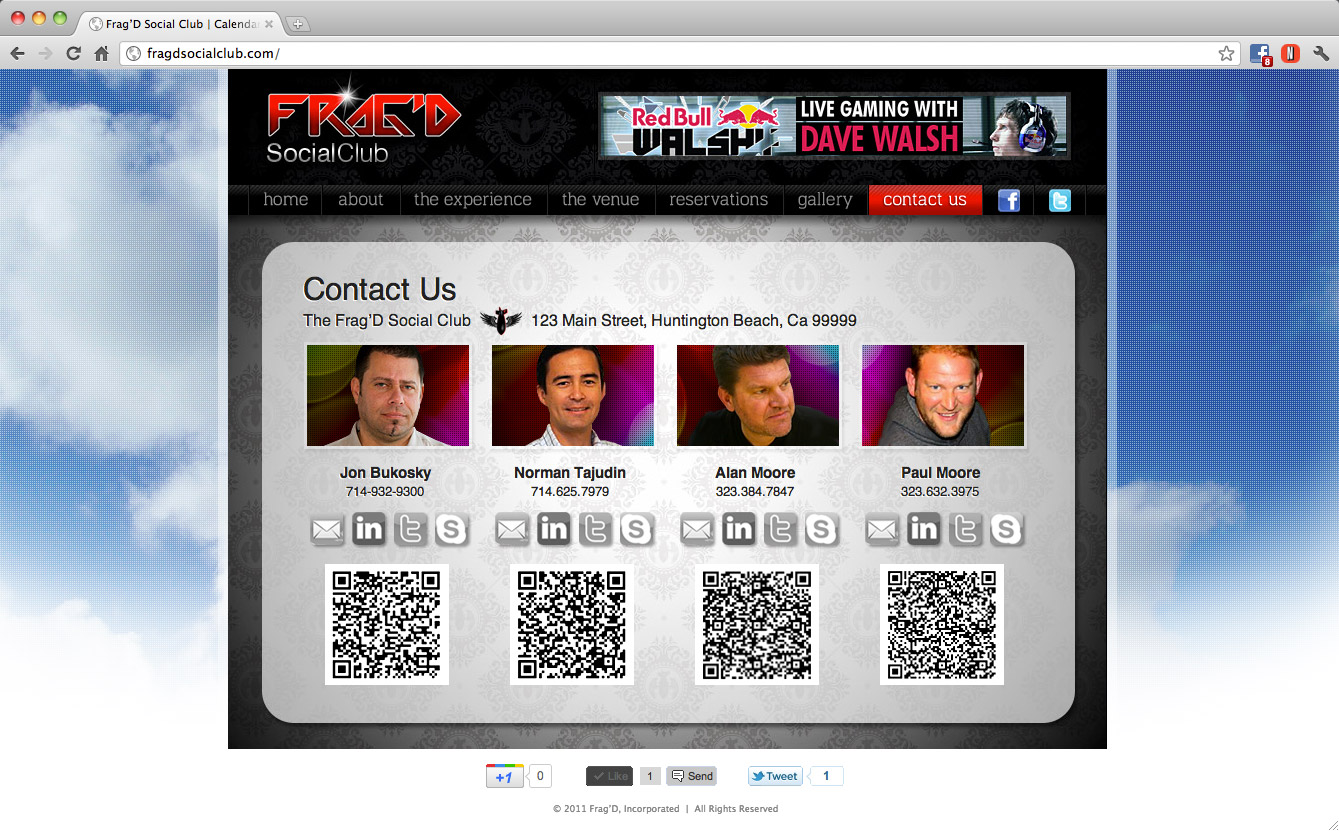 Frag'D Social Club | Calenda
fragdsocialclub.com/
8
FRAG'D
SocialClub
Red Bull
WALSHY
LIVE GAMING WITH
DAVE WALSH
home about the experience the venue reservations gallery contact us
Contact Us
The Frag'D Social Club 123 Main Street, Huntington Beach, Ca 99999
Jon Bukosky Norman Tajudin Alan Moore Paul Moore
714-932-9300 714.625.7979 323.384.7847 323.632.3975
+1 0 Like 1 Send Tweet 1
© 2011 Frag'D, Incorporated | All Rights Reserved